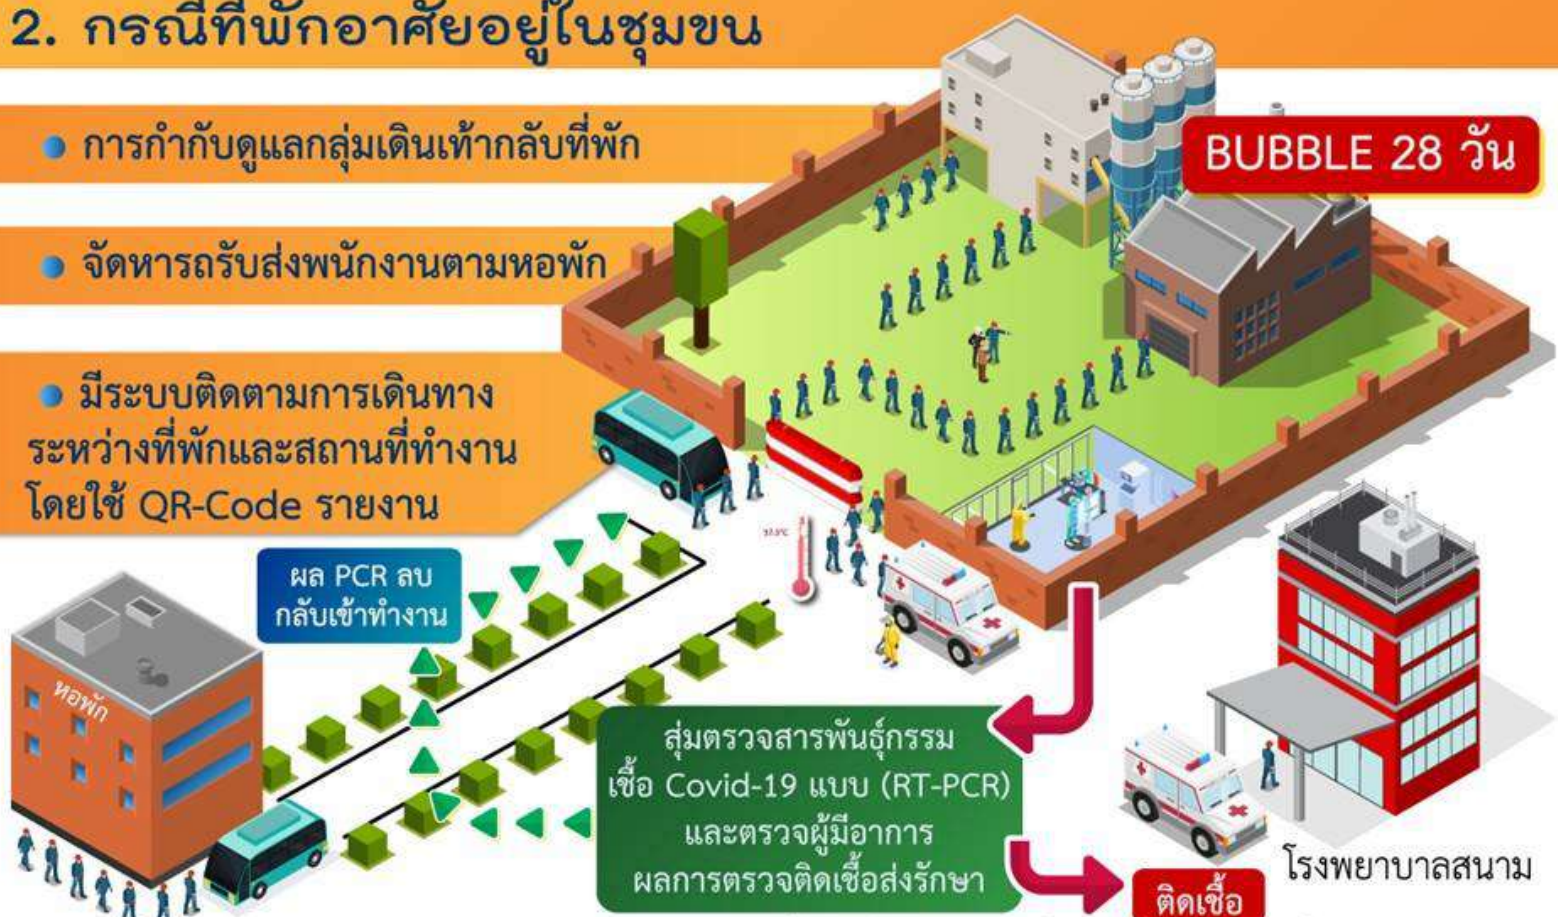 2. กรณีที่พักอาศัยอยู่ในชุมขน
• การกำกับดูแลกลุ่มเดินเท้ากลับที่พัก
BUBBLE 28 วัน
• จัดหารถรับส่งพนักงานตามหอพัก
• มีระบบติดตามการเดินทาง
ระหว่างที่พักและสถานที่ทำงาน
โดยใช้ QR-Code รายงาน
37.5°C
ผล PCR ลบ
กลับเข้าทำงาน
หอพัก
สุ่มตรวจสารพันธุ์กรรม
เชื้อ Covid-19 แบบ (RT-PCR)
และตรวจผู้มีอาการ
ผลการตรวจติดเชื้อส่งรักษา
โรงพยาบาลสนาม
ติดเชื้อ